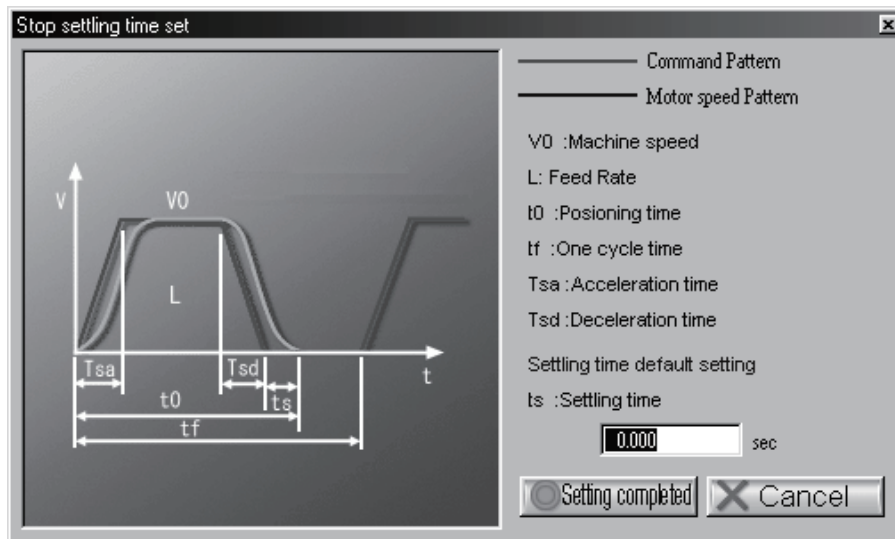 Stop settling time set
Command Pattern
Motor speed Pattern
V0 :Machine speed
L: Feed Rate
t0 :Posioning time
tf :One cycle time
Tsa :Acceleration time
Tsd :Deceleration time
Settling time default setting
ts :Settling time
0.000 sec
Setting completed Cancel
V
V0
L
t
Tsa Tsd
ts
t0
tf